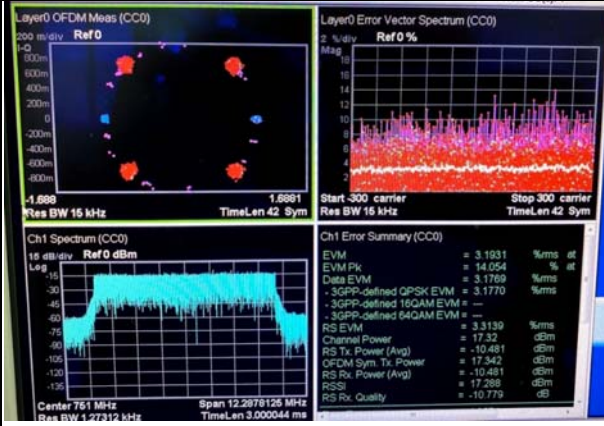 Layer0 OFDM Meas (CC0)
200 m/div Ref 0
I-Q
800m
600m
400m
200m
0
-200m
-400m
-600m
-800m
-1.688 1.6881
Res BW 15 kHz TimeLen 42 Sym
Layer0 Error Vector Spectrum (CC0)
2 %/div Ref 0 %
Mag
18
16
14
12
10
8
6
4
2
Start -300 carrier Stop 300 carrier
Res BW 15 kHz TimeLen 42 Sym
Ch1 Spectrum (CC0)
15 dB/div Ref 0 dBm
Log
-15
-30
-45
-60
-75
-90
-105
-120
-135
Center 751 MHz Span 12.2878125 MHz
Res BW 1.27312 kHz TimeLen 3.000044 ms
Ch1 Error Summary (CC0)
EVM = 3.1931 %rms at
EVM Pk = 14.054 % at
Data EVM = 3.1769 %rms
- 3GPP-defined QPSK EVM = 3.1770 %rms
- 3GPP-defined 16QAM EVM = ---
- 3GPP-defined 64QAM EVM = ---
RS EVM = 3.3139 %rms
Channel Power = 17.32 dBm
RS Tx. Power (Avg) = -10.481 dBm
OFDM Sym. Tx. Power = 17.342 dBm
RS Rx. Power (Avg) = -10.481 dBm
RSSI = 17.288 dBm
RS Rx. Quality = -10.779 dB